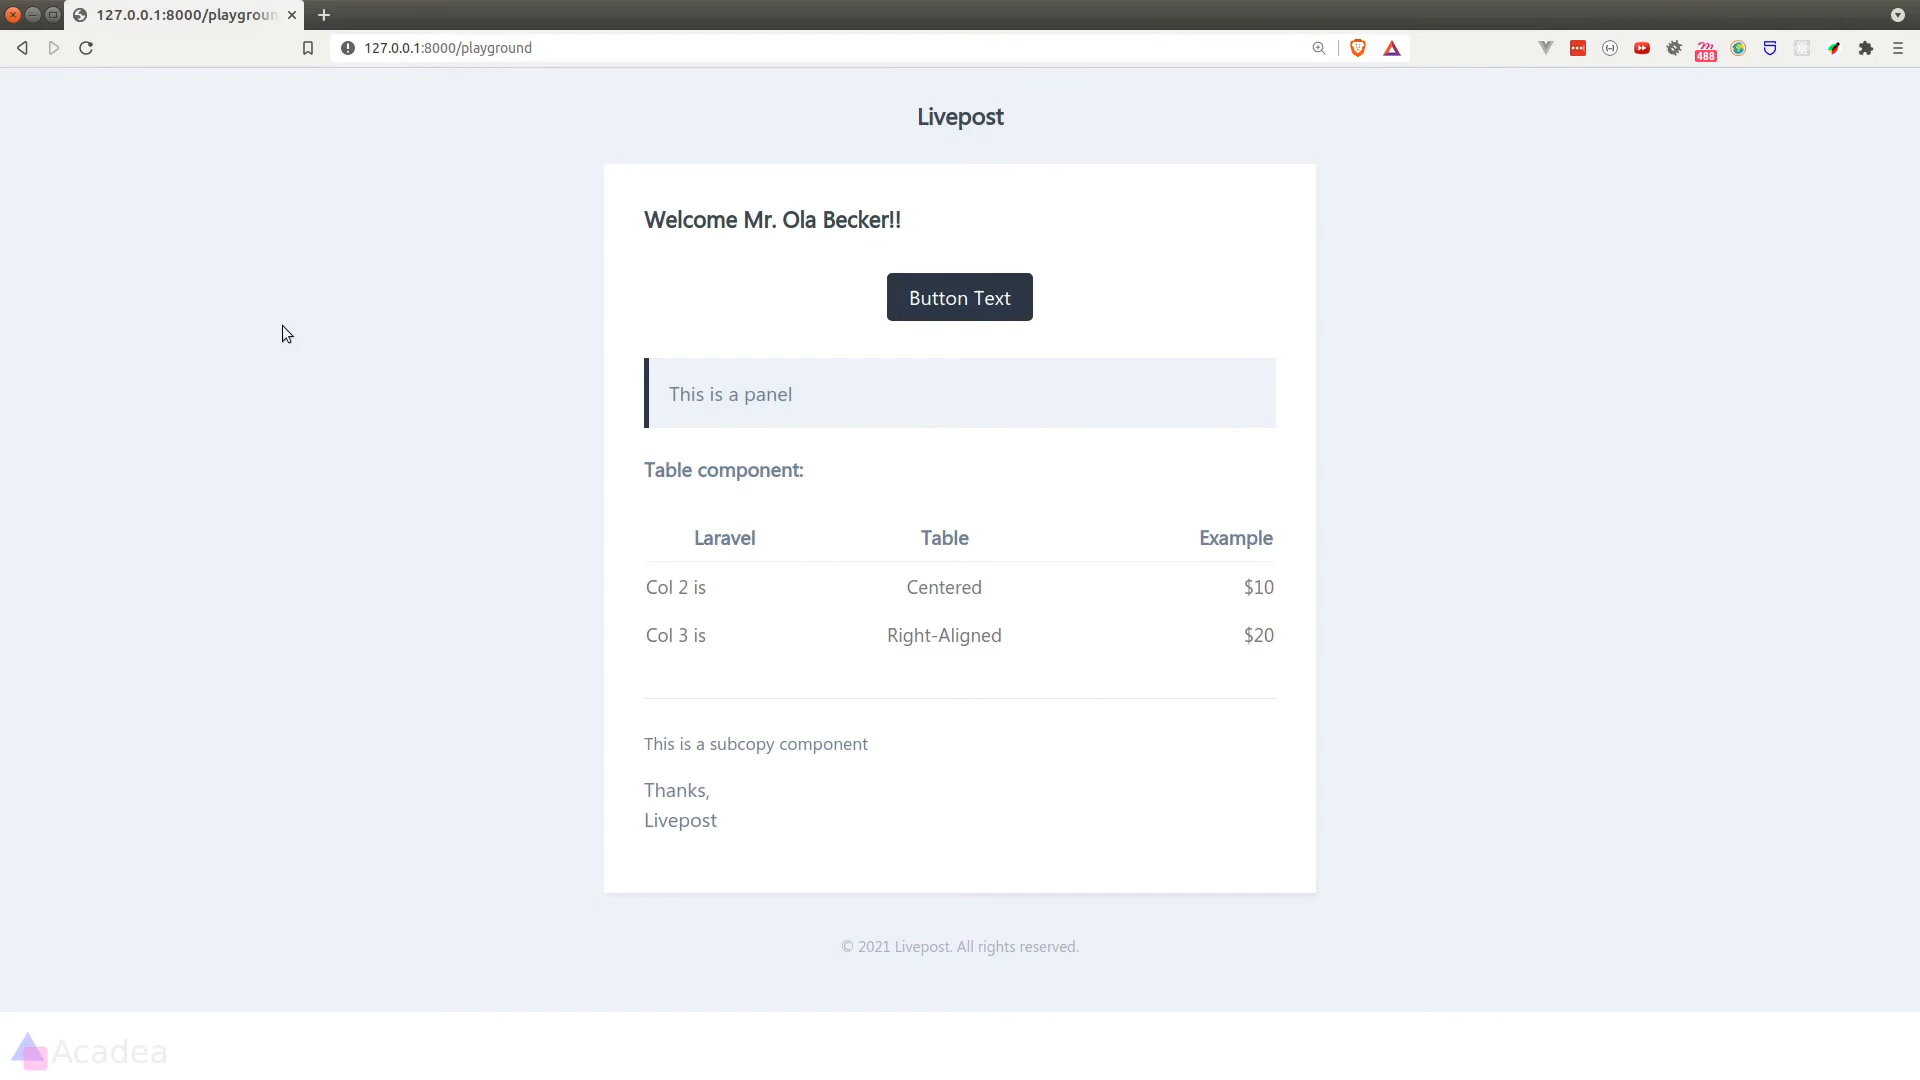 127.0.0.1:8000/playgroun
127.0.0.1:8000/playground
488
Livepost
Welcome Mr. Ola Becker!!
Button Text
This is a panel
Table component:
Laravel Table Example
Col 2 is Centered $10
Col 3 is Right-Aligned $20
This is a subcopy component
Thanks,
Livepost
© 2021 Livepost. All rights reserved.
Acadea